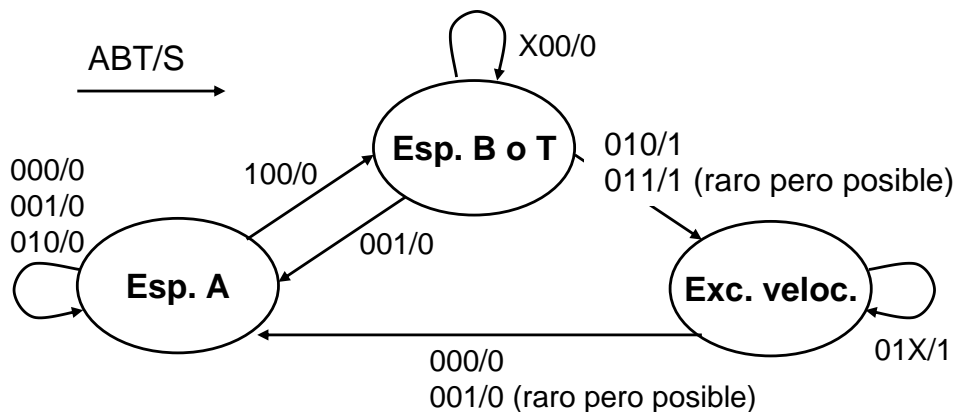 ABT/S
X00/0
Esp. B o T
010/1
011/1 (raro pero posible)
000/0
001/0
010/0
100/0
001/0
Esp. A
Exc. veloc.
01X/1
000/0
001/0 (raro pero posible)